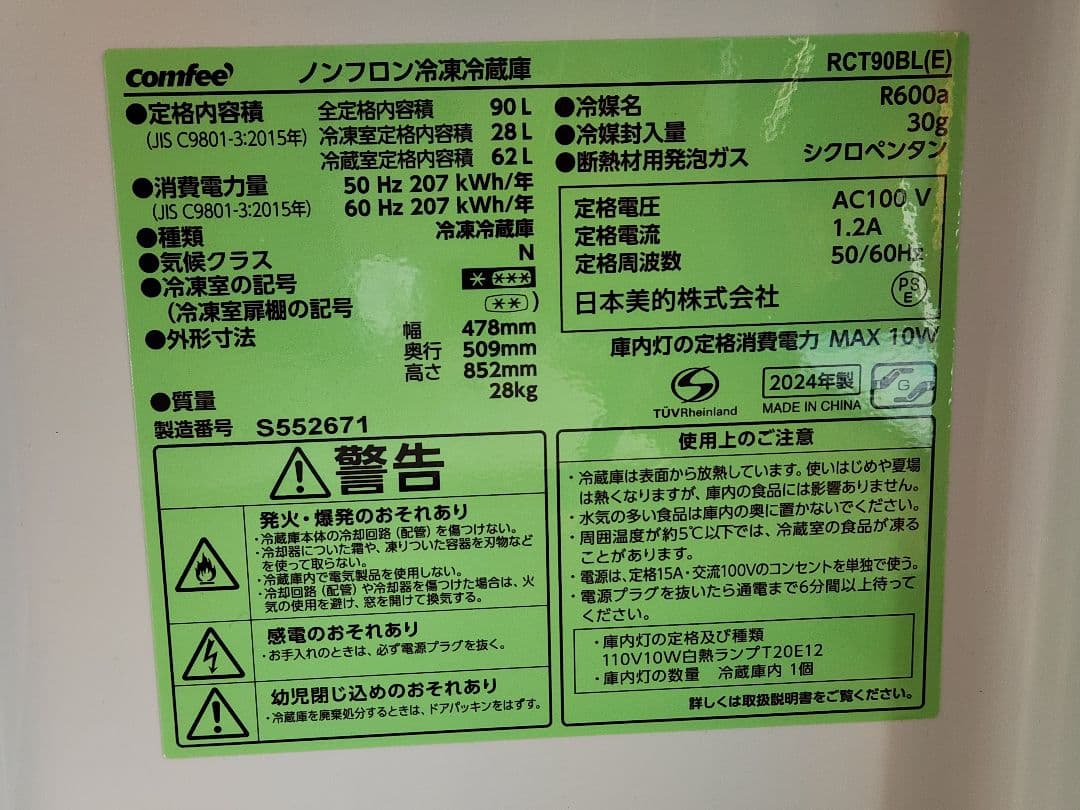 comfee' ノンフロン冷凍冷蔵庫 RCT90BL(E)
●定格内容積 全定格内容積 90 L
(JIS C9801-3:2015年) 冷凍室定格内容積 28 L
冷蔵室定格内容積 62 L
●消費電力量 50 Hz 207 kWh/年
(JIS C9801-3:2015年) 60 Hz 207 kWh/年
●種類 冷凍冷蔵庫
●気候クラス N
●冷凍室の記号 * ***
(冷凍室扉棚の記号 ** )
●外形寸法 幅 478mm
奥行 509mm
高さ 852mm
●質量 28kg
製造番号 S552671
●冷媒名 R600a
●冷媒封入量 30g
●断熱材用発泡ガス シクロペンタン
定格電圧 AC100 V
定格電流 1.2A
定格周波数 50/60Hz
日本美的株式会社 PS E
庫内灯の定格消費電力 MAX 10W
TÜVRheinland
2024年製
MADE IN CHINA
G
警告
発火・爆発のおそれあり
・冷蔵庫本体の冷却回路（配管）を傷つけない。
・冷却器についた霜や、凍りついた容器を刃物など
を使って取らない。
・冷蔵庫内で電気製品を使用しない。
・冷却回路（配管）や冷却器を傷つけた場合は、火
気の使用を避け、窓を開けて換気する。
感電のおそれあり
・お手入れのときは、必ず電源プラグを抜く。
幼児閉じ込めのおそれあり
・冷蔵庫を廃棄処分するときは、ドアパッキンをはずす。
使用上のご注意
・冷蔵庫は表面から放熱しています。使いはじめや夏場
は熱くなりますが、庫内の食品には影響ありません。
・水気の多い食品は庫内の奥に置かないでください。
・周囲温度が約5℃以下では、冷蔵室の食品が凍る
ことがあります。
・電源は、定格15A・交流100Vのコンセントを単独で使う。
・電源プラグを抜いたら通電まで6分間以上待って
ください。
・庫内灯の定格及び種類
110V10W白熱ランプT20E12
・庫内灯の数量 冷蔵庫内 1個
詳しくは取扱説明書をご覧ください。